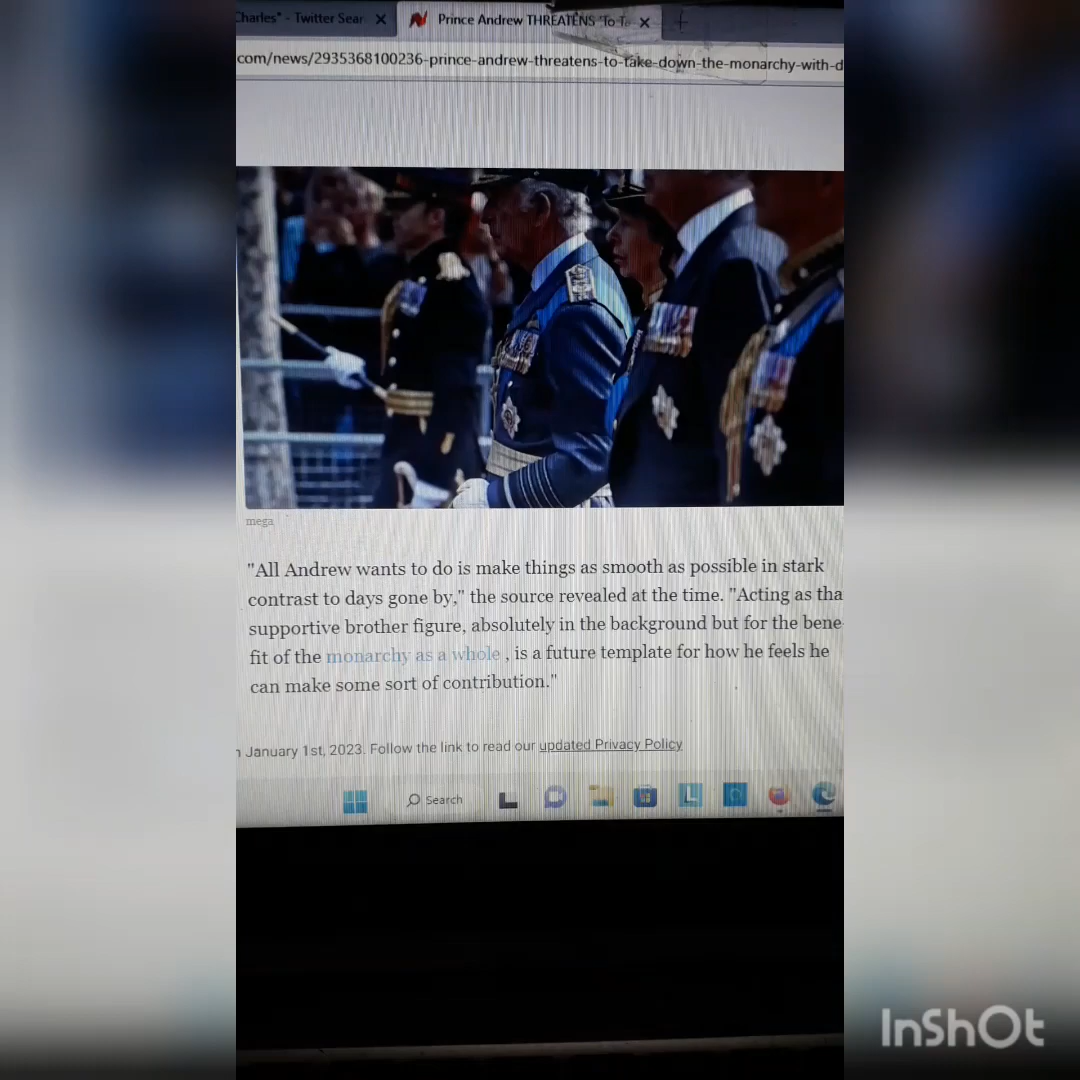 Charles" - Twitter Sear
Prince Andrew THREATENS 'To T
com/news/2935368100236-prince-andrew-threatens-to-take-down-the-monarchy-with-d
mega
"All Andrew wants to do is make things as smooth as possible in stark
contrast to days gone by," the source revealed at the time. "Acting as tha
supportive brother figure, absolutely in the background but for the bene
fit of the monarchy as a whole , is a future template for how he feels he
can make some sort of contribution."
January 1st, 2023. Follow the link to read our updated Privacy Policy
Search
InShOt